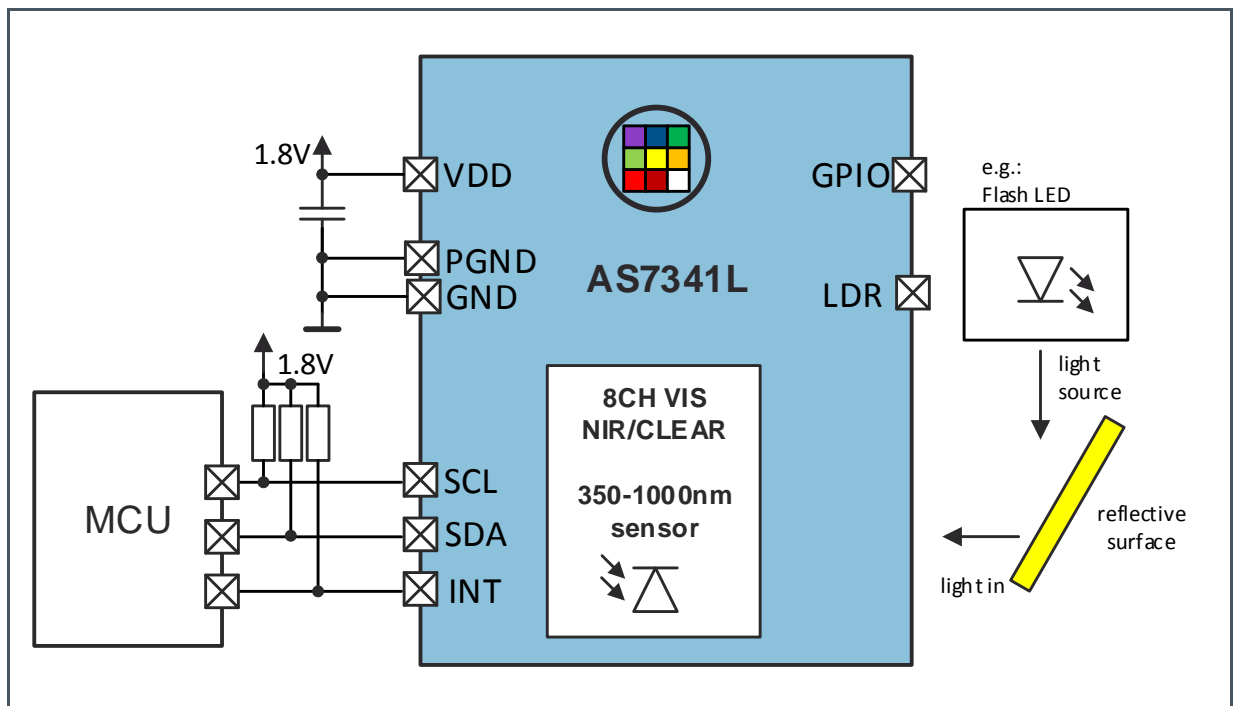 1.8V
VDD
PGND
GND
1.8V
MCU
SCL
SDA
INT
AS7341L
8CH VIS
NIR/CLEAR
350-1000nm
sensor
GPIO
LDR
e.g.:
Flash LED
light
source
reflective
surface
light in